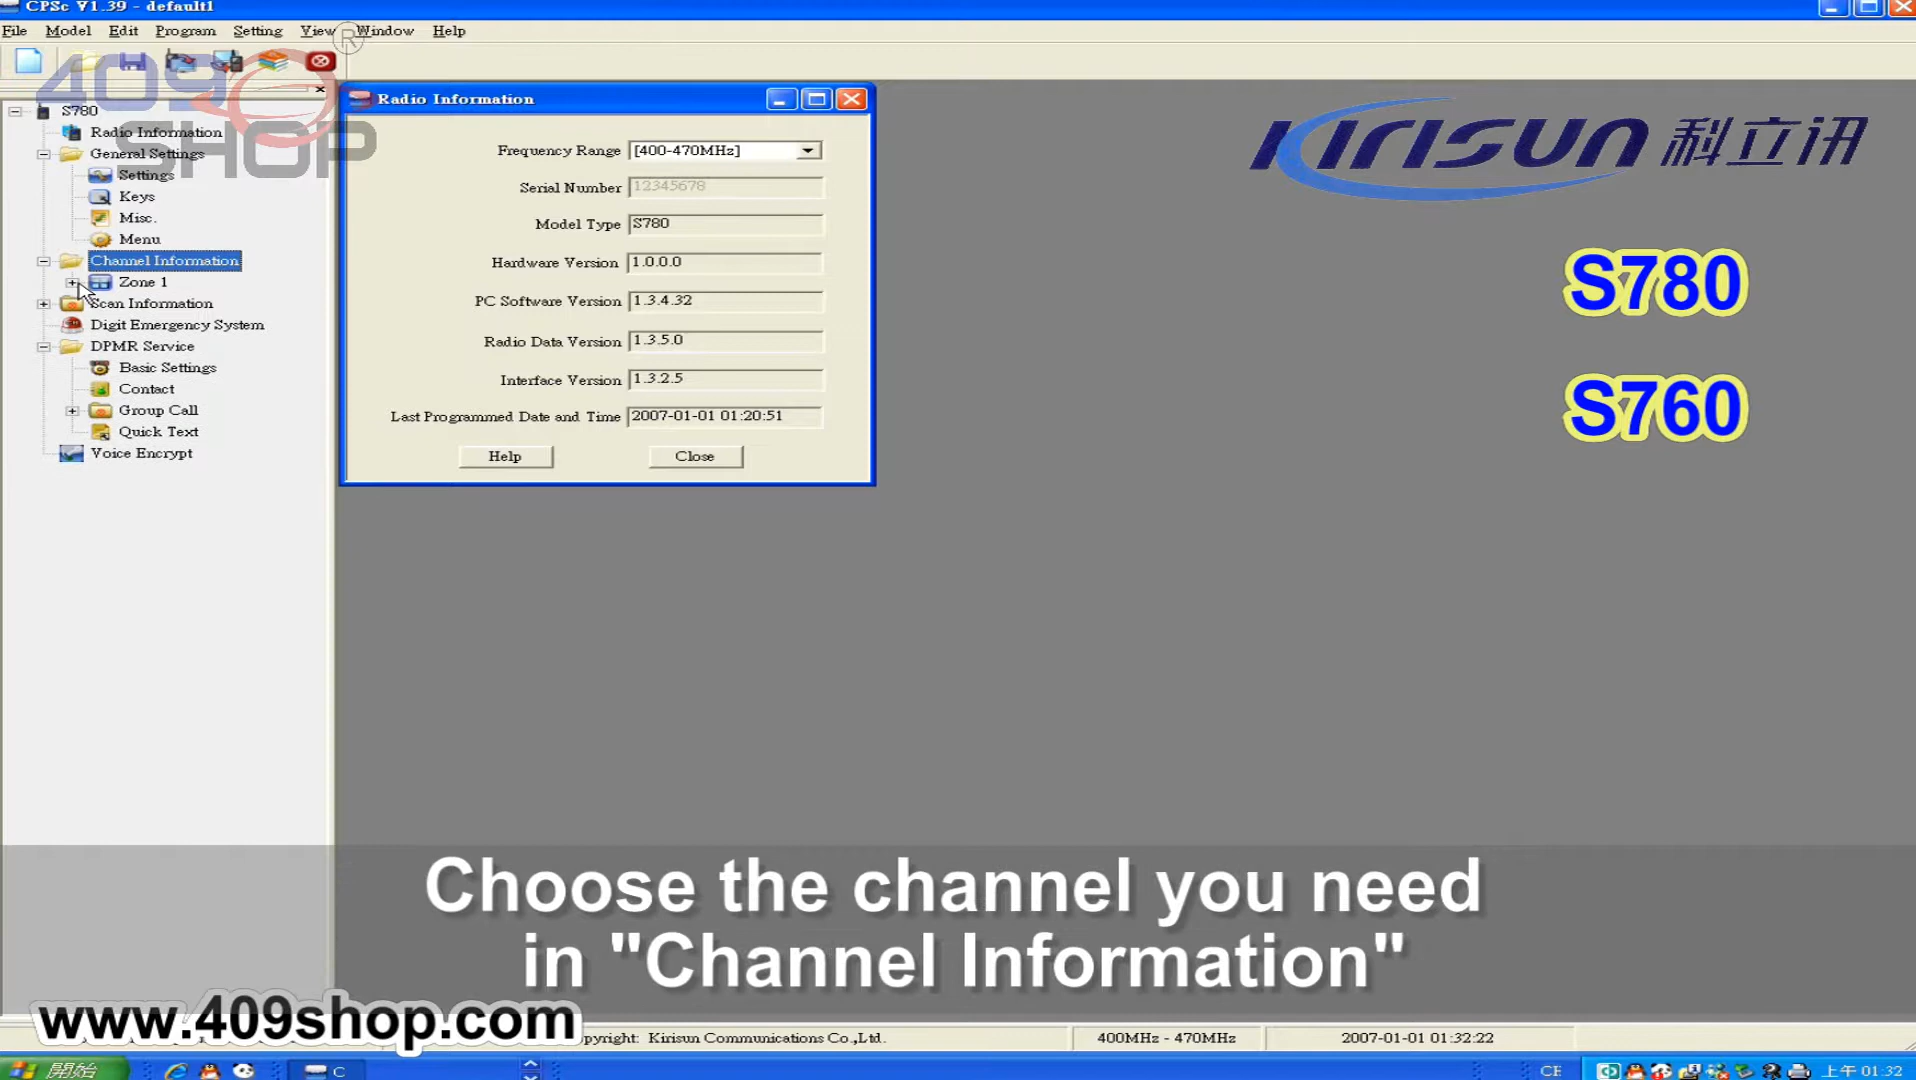 CPSc V1.39 - default1
File Model Edit Program Setting View Window Help
409
SHOP
®
S780
Radio Information
General Settings
Settings
Keys
Misc.
Menu
Channel Information
Zone 1
Scan Information
Digit Emergency System
DPMR Service
Basic Settings
Contact
Group Call
Quick Text
Voice Encrypt
Radio Information
Frequency Range [400-470MHz]
Serial Number 12345678
Model Type S780
Hardware Version 1.0.0.0
PC Software Version 1.3.4.32
Radio Data Version 1.3.5.0
Interface Version 1.3.2.5
Last Programmed Date and Time 2007-01-01 01:20:51
Help Close
KIRISUN 科立讯
S780
S760
Choose the channel you need
in "Channel Information"
www.409shop.com
pyright: Kirisun Communications Co.,Ltd. 400MHz - 470MHz 2007-01-01 01:32:22
開始 C CE 上午 01:32